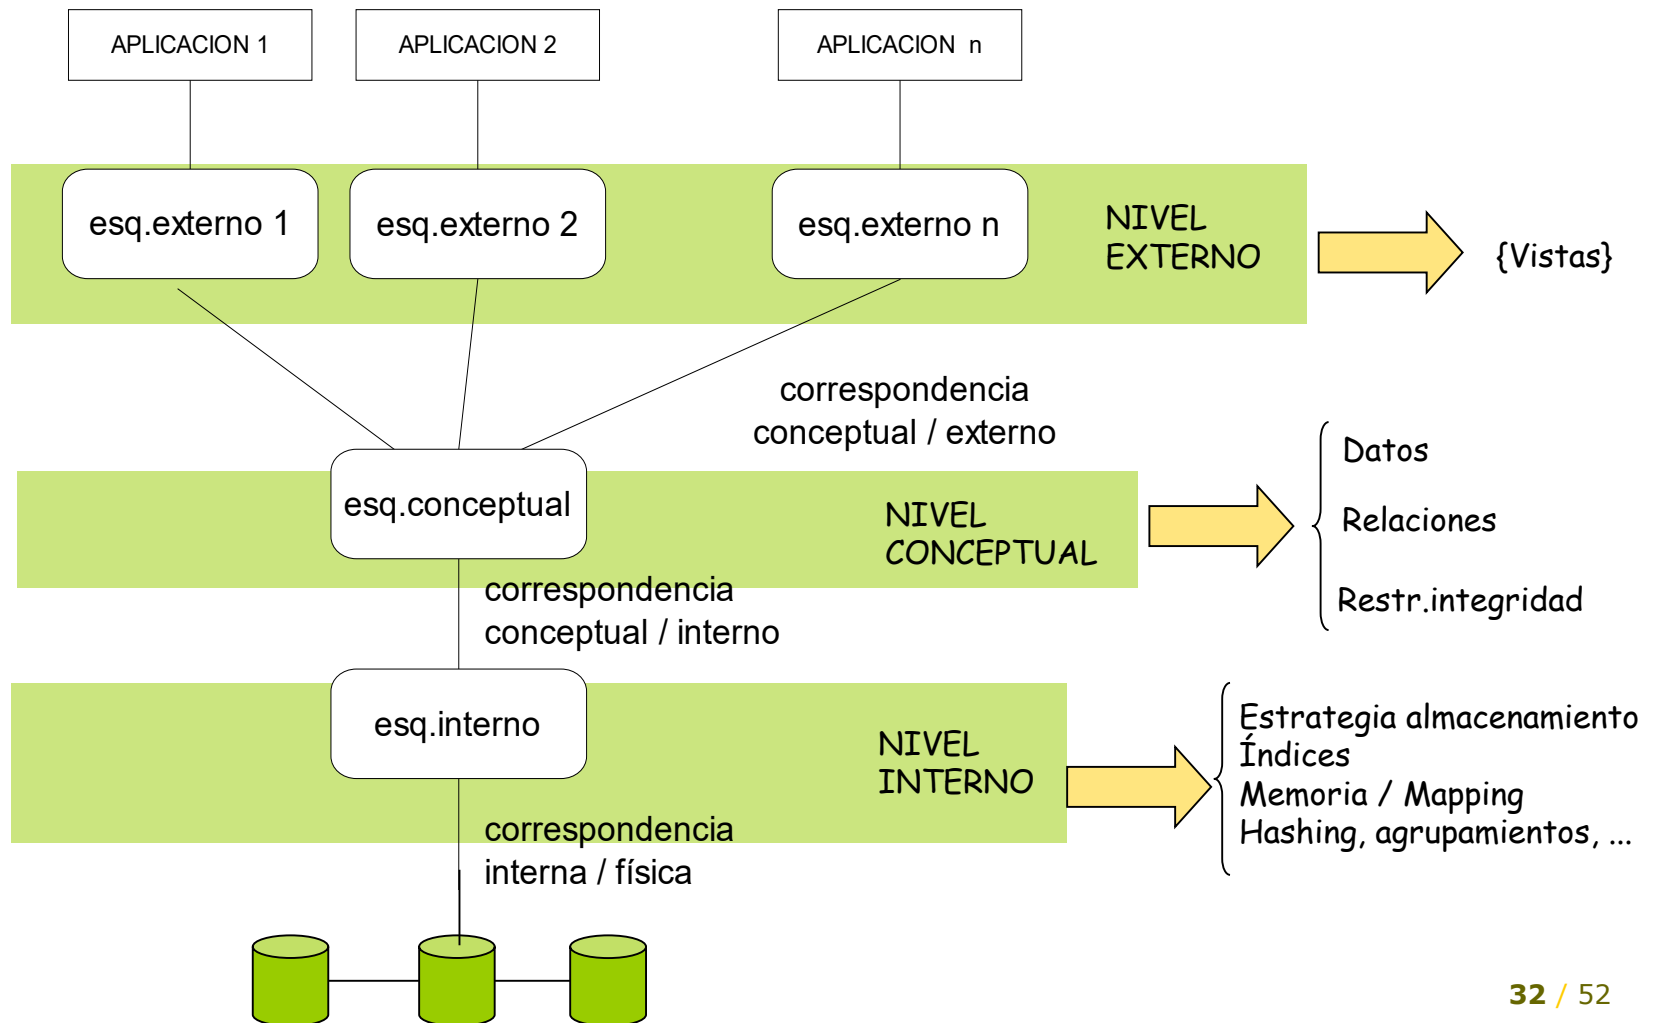 APLICACION 1
APLICACION 2
APLICACION n
esq.externo 1
esq.externo 2
esq.externo n
NIVEL
EXTERNO
{Vistas}
correspondencia
conceptual / externo
esq.conceptual
NIVEL
CONCEPTUAL
Datos
Relaciones
Restr.integridad
correspondencia
conceptual / interno
esq.interno
NIVEL
INTERNO
Estrategia almacenamiento
Índices
Memoria / Mapping
Hashing, agrupamientos, ...
correspondencia
interna / física
32 / 52